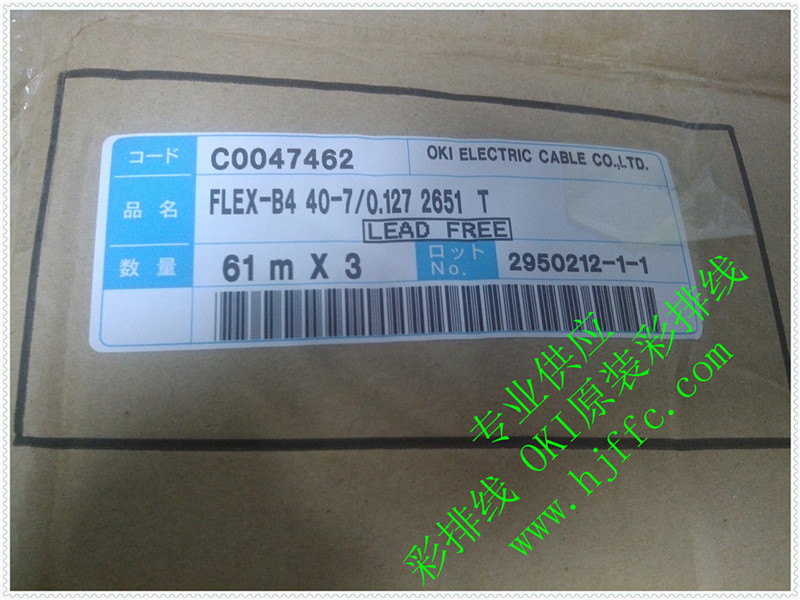 コード C0047462 OKI ELECTRIC CABLE CO.,LTD.
品名 FLEX-B4 40-7/0.127 2651 T
LEAD FREE
数量 61 m X 3 ロット No. 2950212-1-1
专业供应
彩排线 OKI原装彩排线
www.hjffc.com